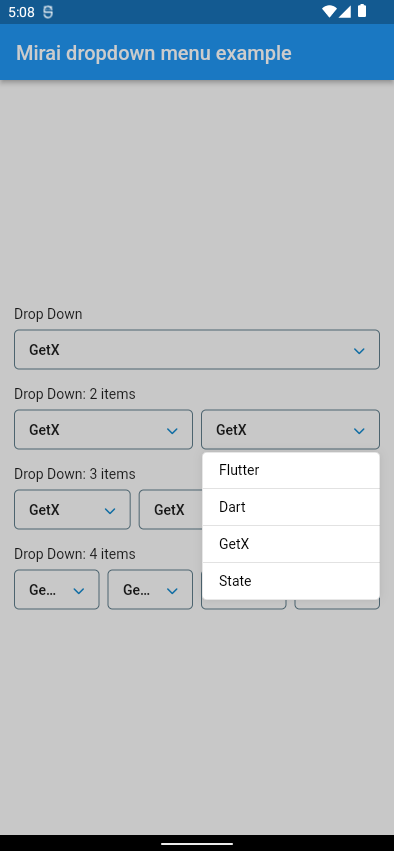 5:08
Mirai dropdown menu example
Drop Down
GetX
Drop Down: 2 items
GetX GetX
Drop Down: 3 items
GetX GetX
Drop Down: 4 items
Ge... Ge...
Flutter
Dart
GetX
State